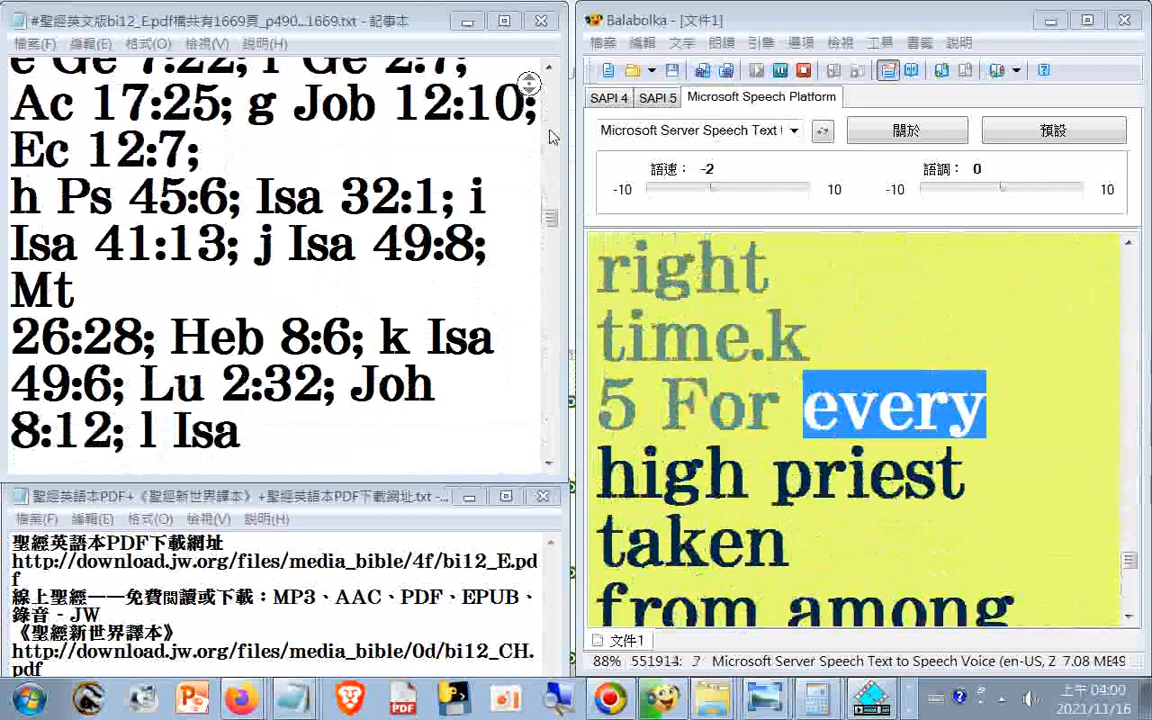 #聖經英文版bi12_E.pdf檔共有1669頁_p490...1669.txt - 記事本
檔案(F) 編輯(E) 格式(O) 檢視(V) 說明(H)
e Ge 7:22; f Ge 2:7;
Ac 17:25; g Job 12:10;
Ec 12:7;
h Ps 45:6; Isa 32:1; i
Isa 41:13; j Isa 49:8;
Mt
26:28; Heb 8:6; k Isa
49:6; Lu 2:32; Joh
8:12; l Isa
聖經英語本PDF+《聖經新世界譯本》+聖經英語本PDF下載網址.txt - ...
檔案(F) 編輯(E) 格式(O) 檢視(V) 說明(H)
聖經英語本PDF下載網址
http://download.jw.org/files/media_bible/4f/bi12_E.pd
f
線上聖經——免費閱讀或下載：MP3、AAC、PDF、EPUB、
錄音 - JW
《聖經新世界譯本》
http://download.jw.org/files/media_bible/0d/bi12_CH.
pdf
Balabolka - [文件1]
檔案 編輯 文字 朗讀 引擎 選項 檢視 工具 書籤 說明
SAPI 4 SAPI 5 Microsoft Speech Platform
Microsoft Server Speech Text 關於 預設
語速： -2 語調： 0
-10 10 -10 10
right
time.k
5 For every
high priest
taken
from among
文件1
88% 551914: Microsoft Server Speech Text to Speech Voice (en-US, Z 7.08 ME
上午 04:00
2021/11/16